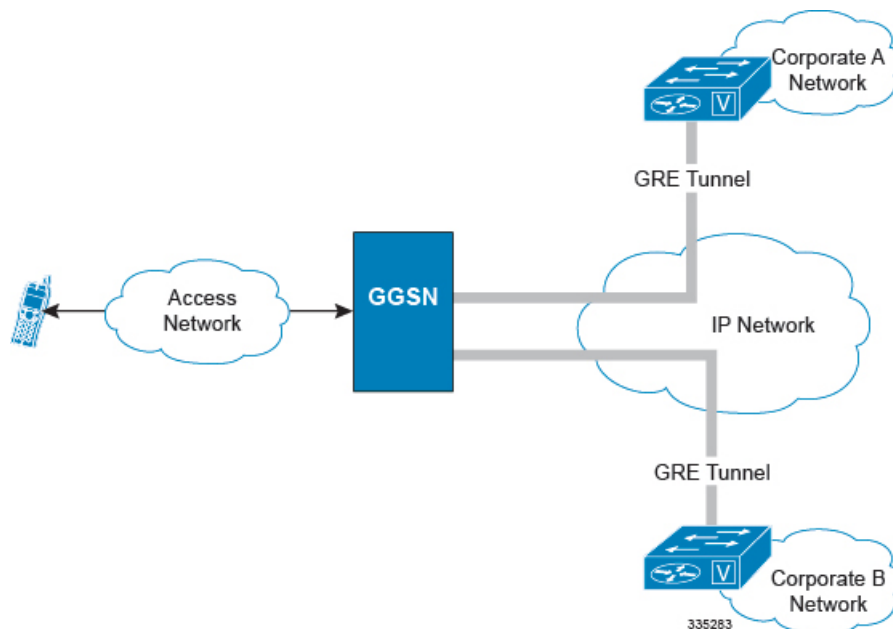 Corporate A
Network
V
GRE Tunnel
GGSN
Access
Network
IP Network
GRE Tunnel
V
Corporate B
Network
335283